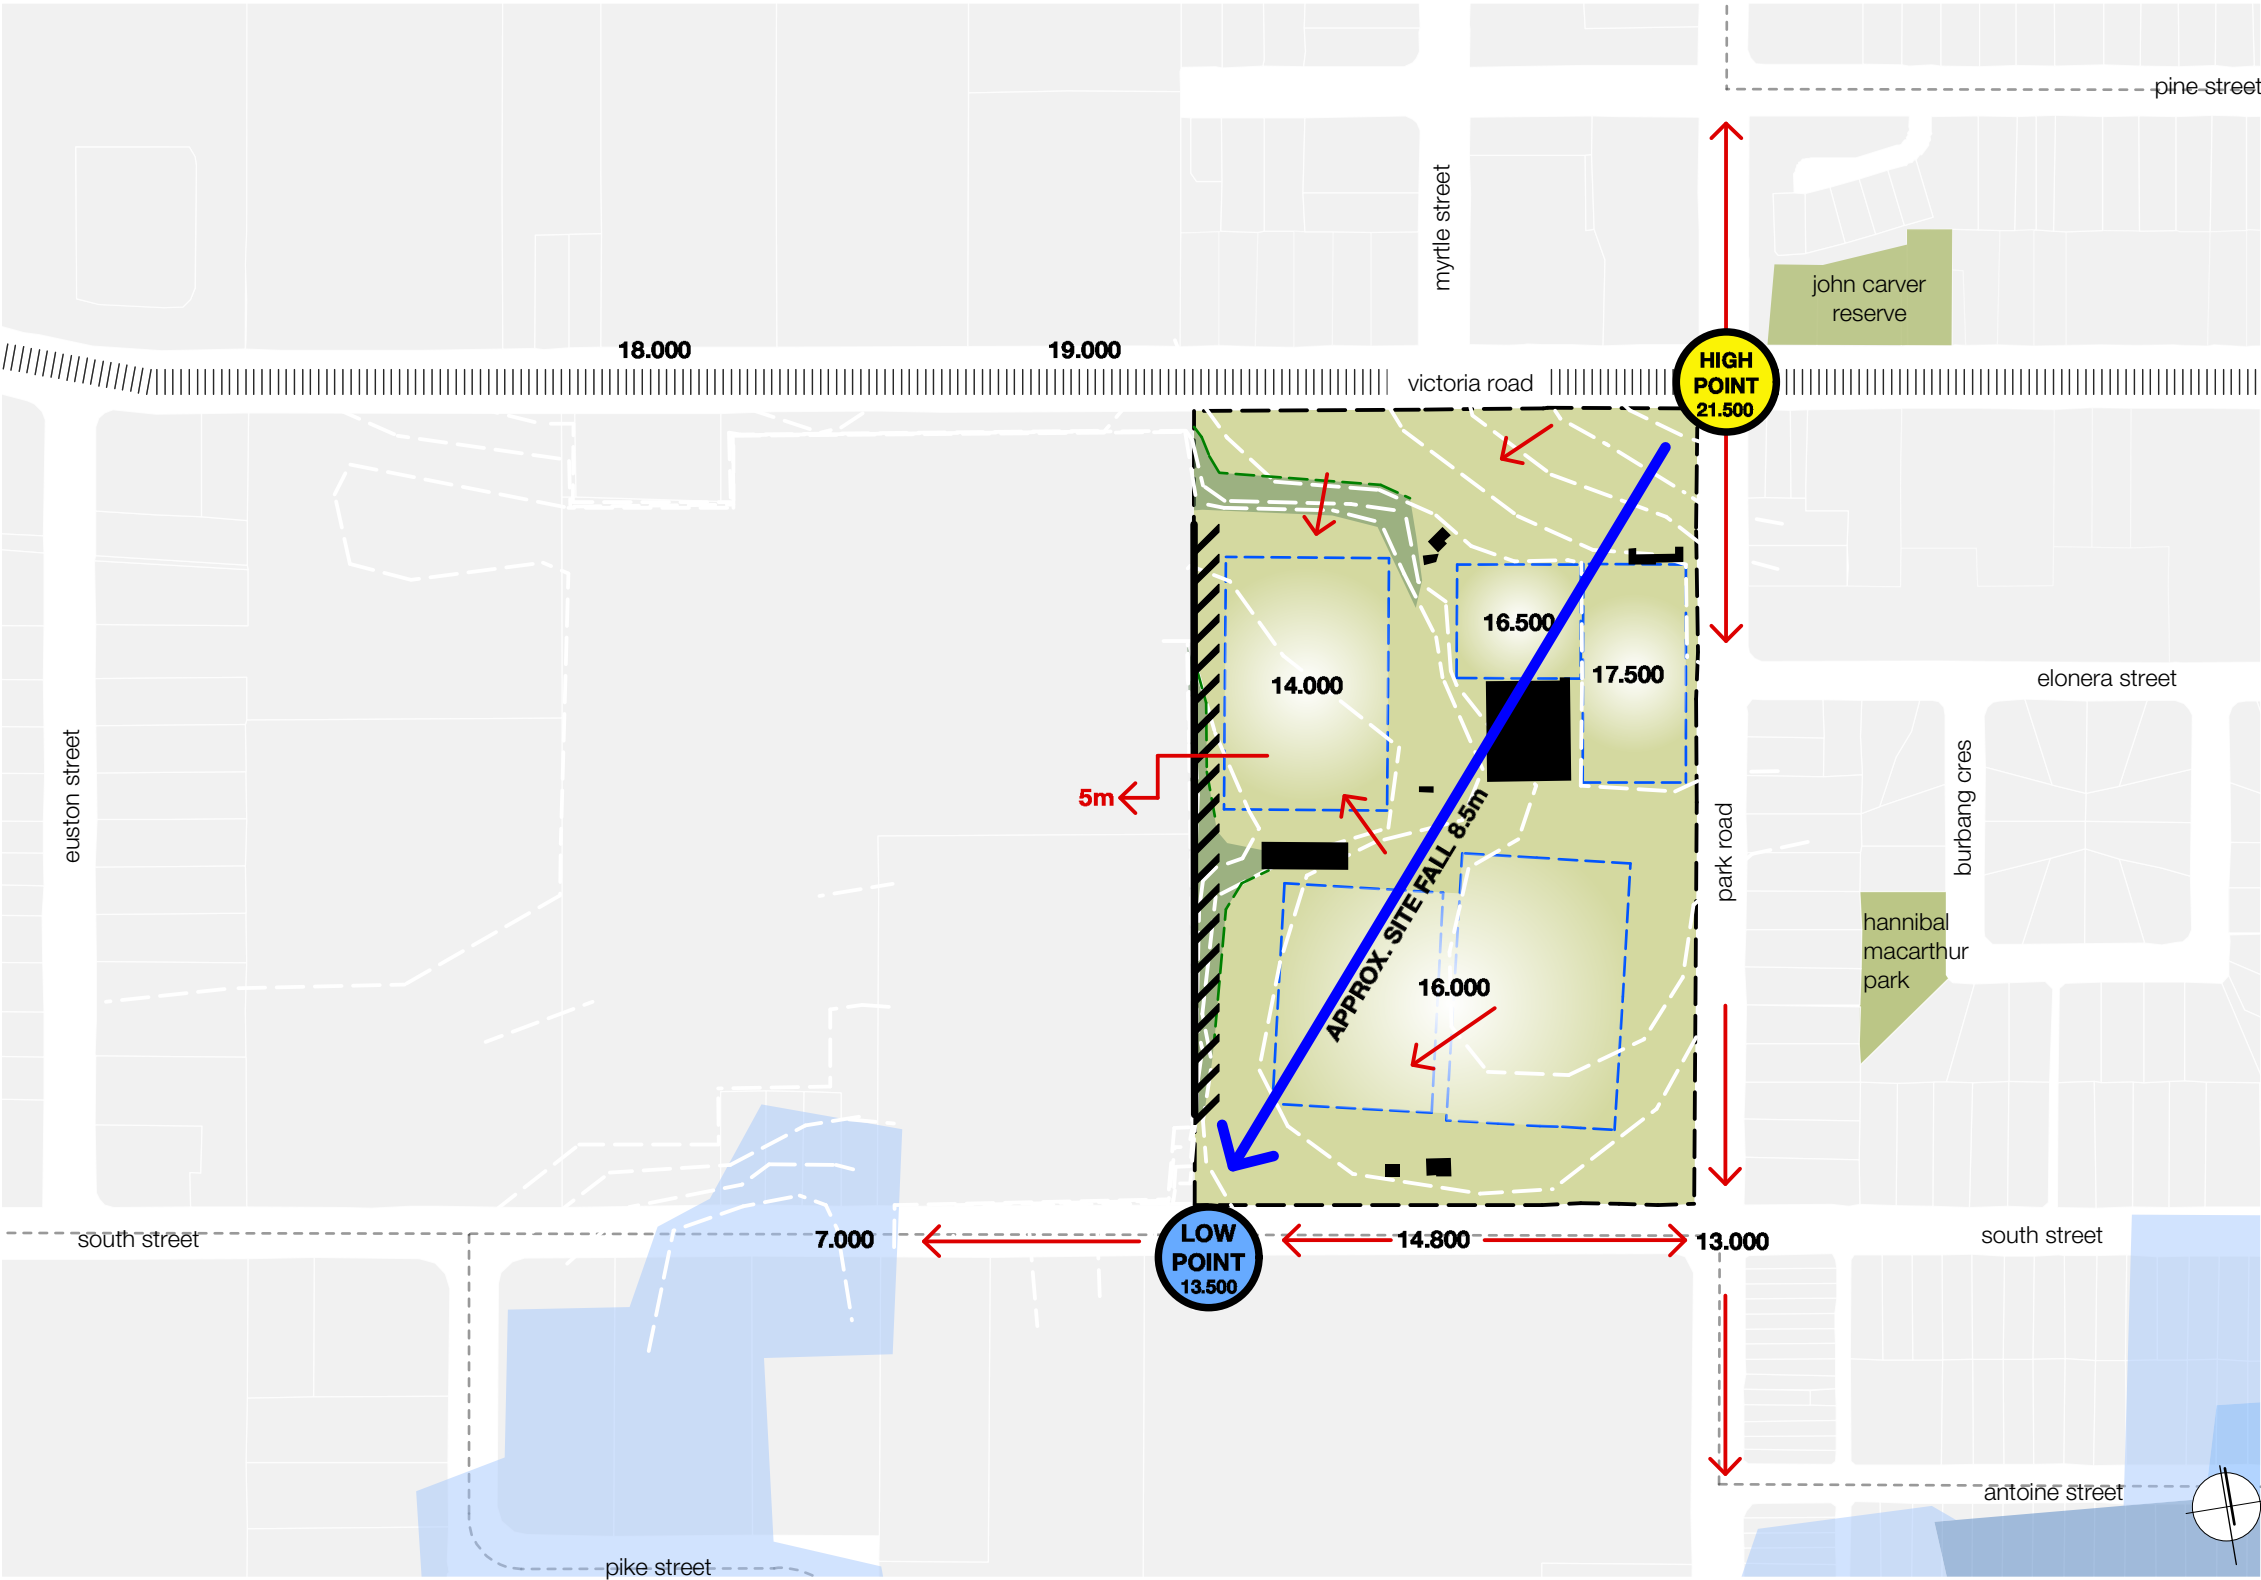 pine street
myrtle street
john carver
reserve
18.000
19.000
victoria road
HIGH
POINT
21.500
16.500
17.500
14.000
elonera street
5m
euston street
burbang cres
park road
APPROX. SITE FALL 8.5m
hannibal
macarthur
park
16.000
south street
7.000
LOW
POINT
13.500
14.800
13.000
south street
antoine street
pike street